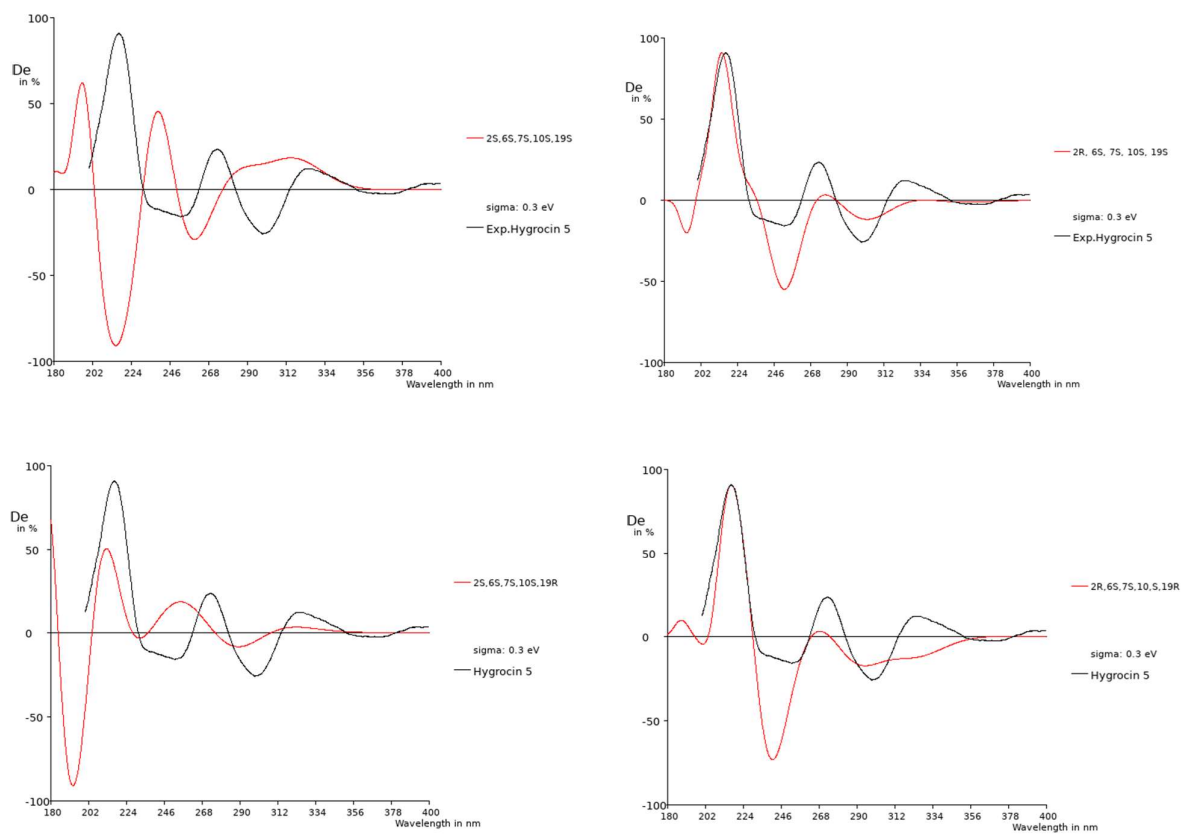 100
50
0
-50
-100
De
in %
2S,6S,7S,10S,19S
sigma: 0.3 eV
Exp.Hygrocin 5
180 202 224 246 268 290 312 334 356 378 400
Wavelength in nm
100
50
0
-50
-100
De
in %
2R, 6S, 7S, 10S, 19S
sigma: 0.3 eV
Exp.Hygrocin 5
180 202 224 246 268 290 312 334 356 378 400
Wavelength in nm
100
50
0
-50
-100
De
in %
2S,6S,7S,10S,19R
sigma: 0.3 eV
Hygrocin 5
180 202 224 246 268 290 312 334 356 378 400
Wavelength in nm
100
50
0
-50
-100
De
in %
2R,6S,7S,10,S,19R
sigma: 0.3 eV
Hygrocin 5
180 202 224 246 268 290 312 334 356 378 400
Wavelength in nm